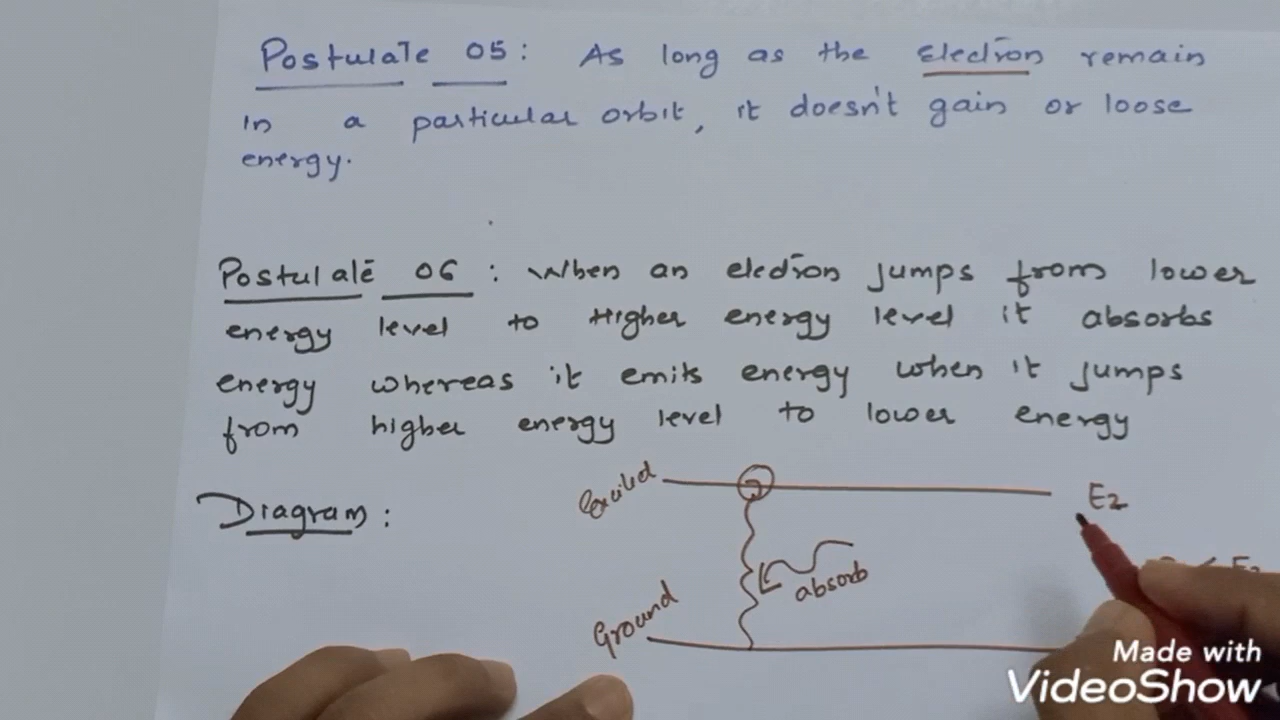 Postulate 05: As long as the electron remain
in a particular orbit, it doesn't gain or loose
energy.
Postulate 06: When an electron jumps from lower
energy level to Higher energy level it absorbs
energy whereas it emits energy when it jumps
from higher energy level to lower energy
Diagram:
Excited
E2
absorb
Ground
Made with
VideoShow